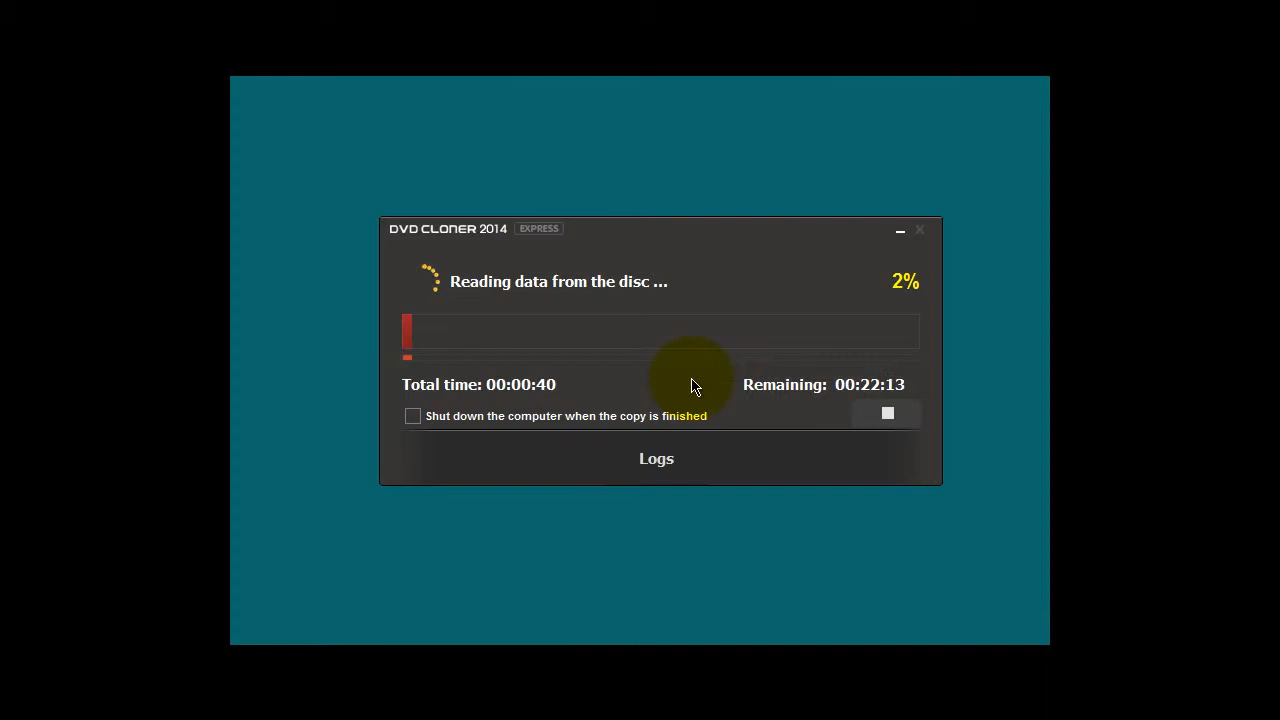 DVD CLONER 2014 EXPRESS
Reading data from the disc ... 2%
Total time: 00:00:40 Remaining: 00:22:13
Shut down the computer when the copy is finished
Logs